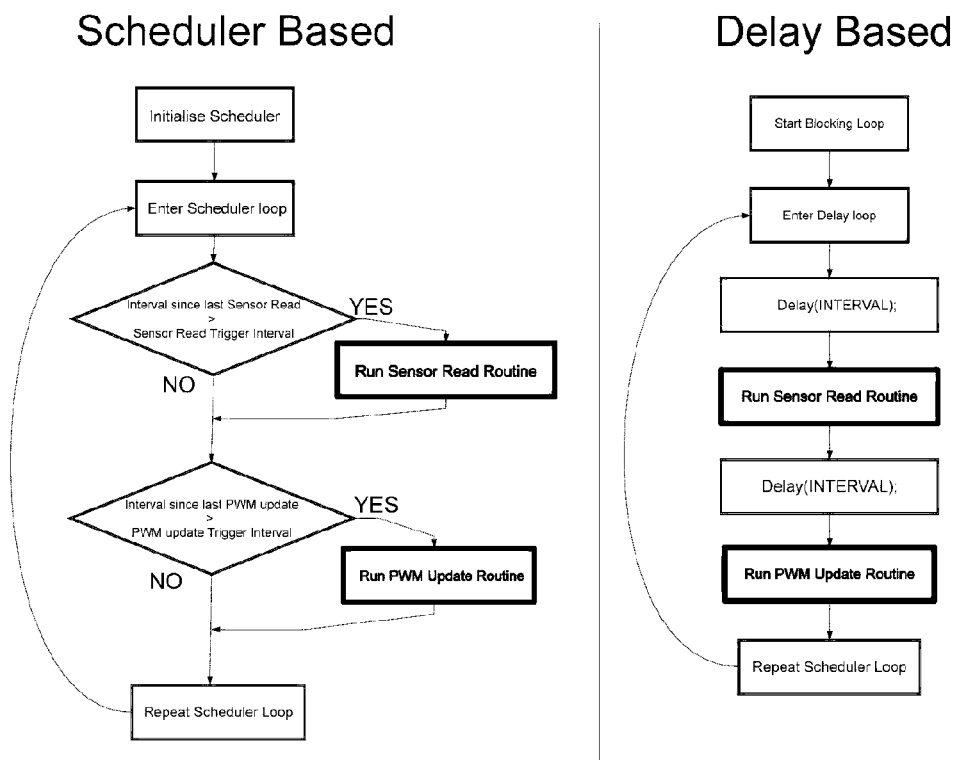 Scheduler Based
Initialise Scheduler
Enter Scheduler loop
Interval since last Sensor Read
>
Sensor Read Trigger Interval
YES
Run Sensor Read Routine
NO
Interval since last PWM update
>
PWM update Trigger Interval
YES
Run PWM Update Routine
NO
Repeat Scheduler Loop
Delay Based
Start Blocking Loop
Enter Delay loop
Delay(INTERVAL);
Run Sensor Read Routine
Delay(INTERVAL);
Run PWM Update Routine
Repeat Scheduler Loop